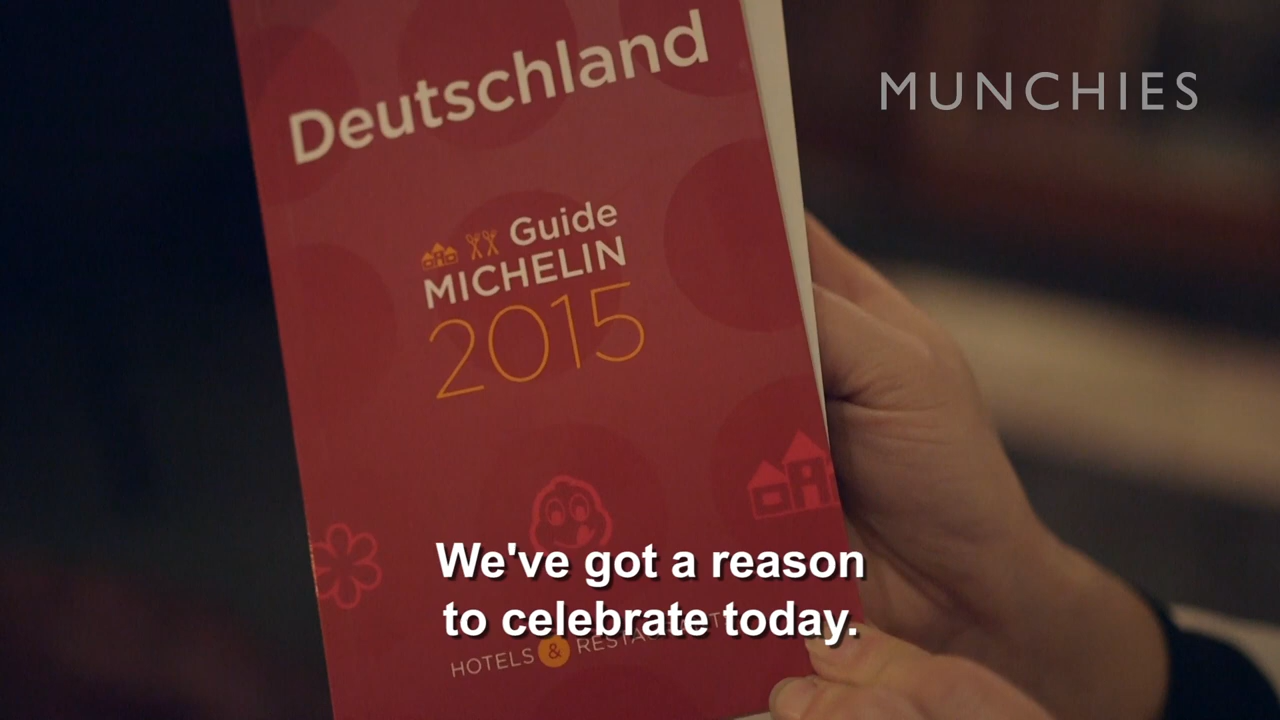 Deutschland
MUNCHIES
Guide
MICHELIN
2015
We've got a reason
to celebrate today.
HOTELS &